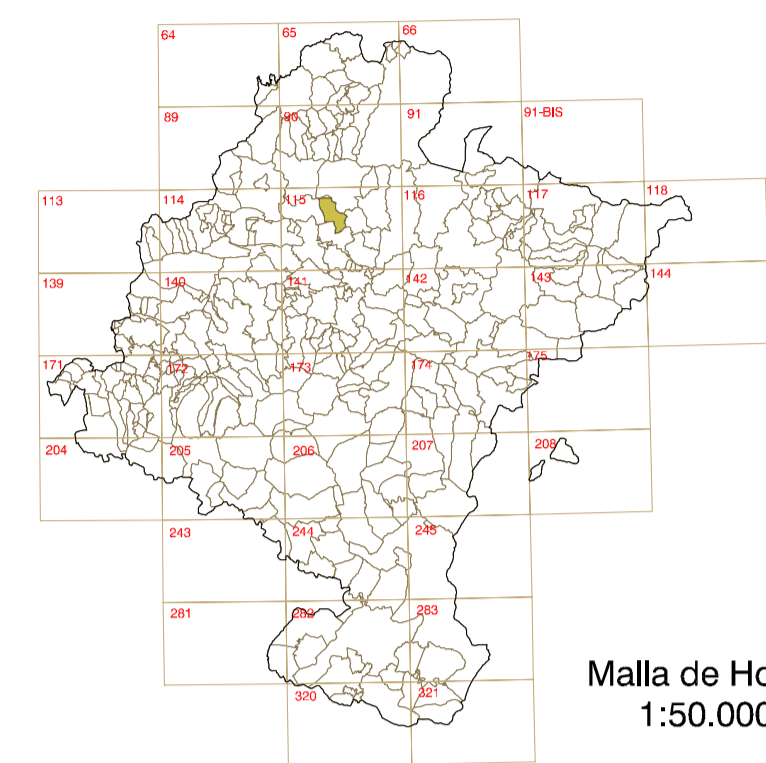 64 65 66
89 90 91 91-BIS
113 114 115 116 117 118
139 140 141 142 143 144
171 172 173 174 175
204 205 206 207 208
243 244 245
281 282 283
320 321
Malla de Ho
1:50.000